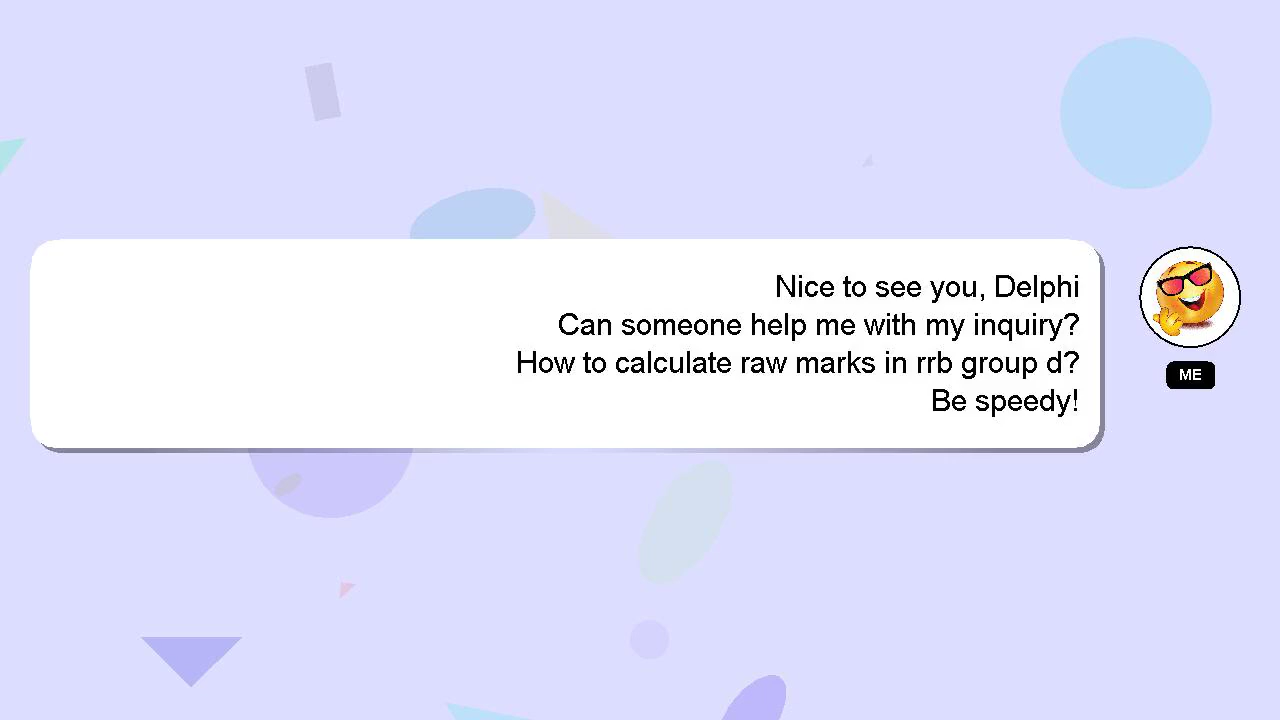 Nice to see you, Delphi
Can someone help me with my inquiry?
How to calculate raw marks in rrb group d?
Be speedy!
ME